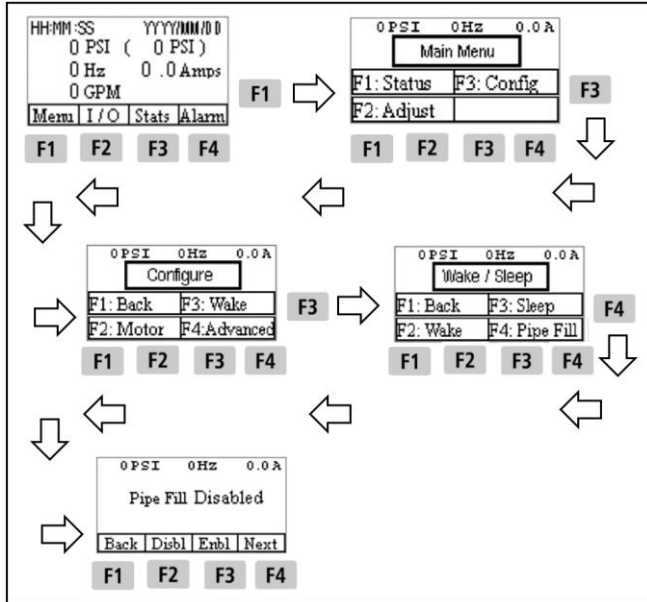 HH:MM:SS YYYY/MM/DD
0 PSI ( 0 PSI )
0 Hz 0 .0 Amps
0 GPM
Menu I/O Stats Alarm
F1 F2 F3 F4
F1
0PSI 0Hz 0.0A
Main Menu
F1: Status F3: Config
F2: Adjust
F1 F2 F3 F4
F3
0PSI 0Hz 0.0A
Configure
F1: Back F3: Wake
F2: Motor F4:Advanced
F1 F2 F3 F4
F3
0PSI 0Hz 0.0A
Wake / Sleep
F1: Back F3: Sleep
F2: Wake F4: Pipe Fill
F1 F2 F3 F4
F4
0PSI 0Hz 0.0A
Pipe Fill Disabled
Back Disbl Enbl Next
F1 F2 F3 F4